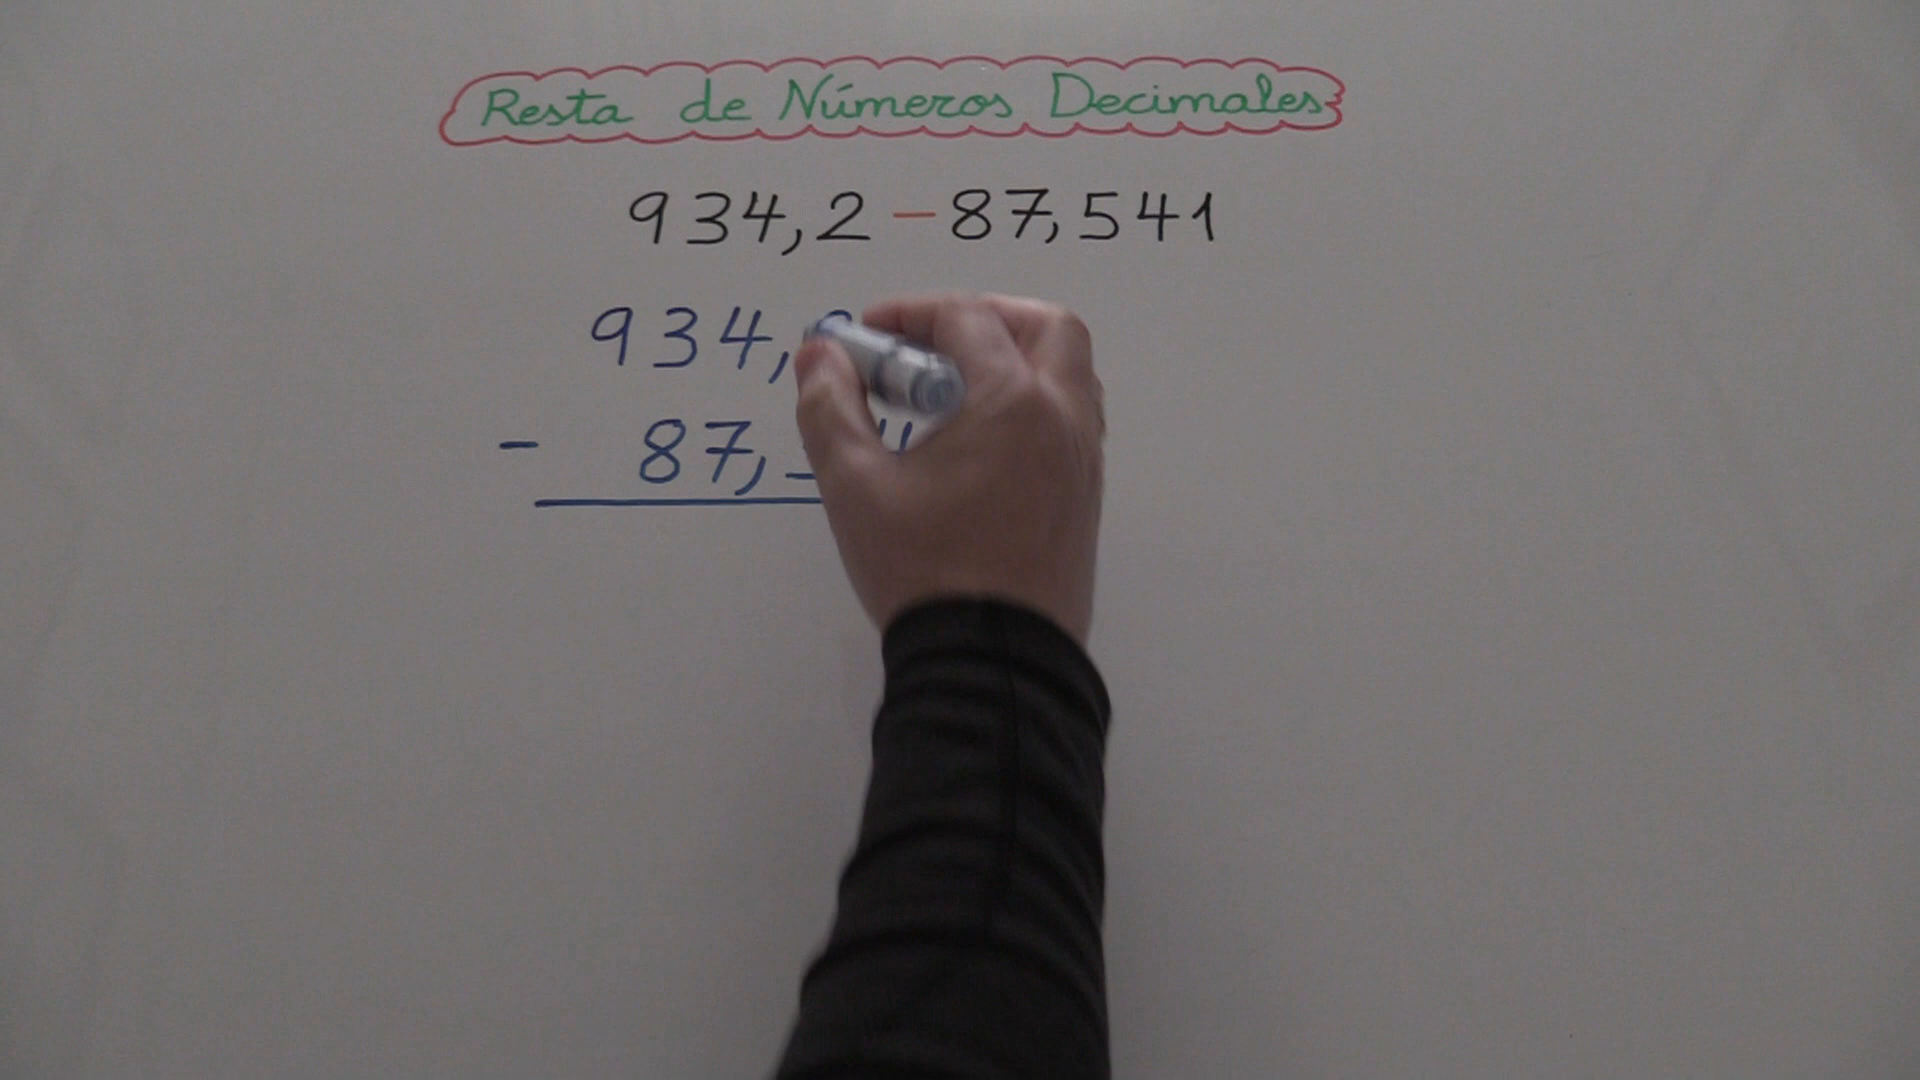 Resta de Números Decimales
934,2 - 87,541
934,
- 87,